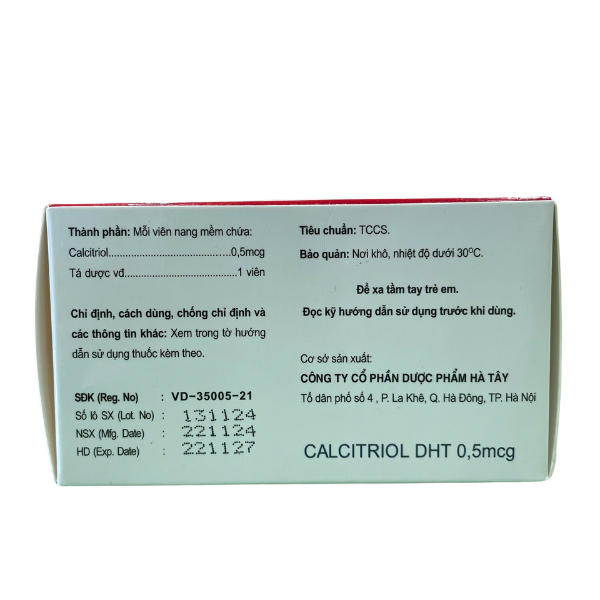 Thành phần: Mỗi viên nang mềm chứa:
Calcitriol.......................................0,5mcg
Tá dược vđ....................................1 viên
Chỉ định, cách dùng, chống chỉ định và
các thông tin khác: Xem trong tờ hướng
dẫn sử dụng thuốc kèm theo.
SĐK (Reg. No) : VD-35005-21
Số lô SX (Lot. No) : 131124
NSX (Mfg. Date) : 221124
HD (Exp. Date) : 221127
Tiêu chuẩn: TCCS.
Bảo quản: Nơi khô, nhiệt độ dưới 30°C.
Để xa tầm tay trẻ em.
Đọc kỹ hướng dẫn sử dụng trước khi dùng.
Cơ sở sản xuất:
CÔNG TY CỔ PHẦN DƯỢC PHẨM HÀ TÂY
Tổ dân phố số 4 , P. La Khê, Q. Hà Đông, TP. Hà Nội
CALCITRIOL DHT 0,5mcg